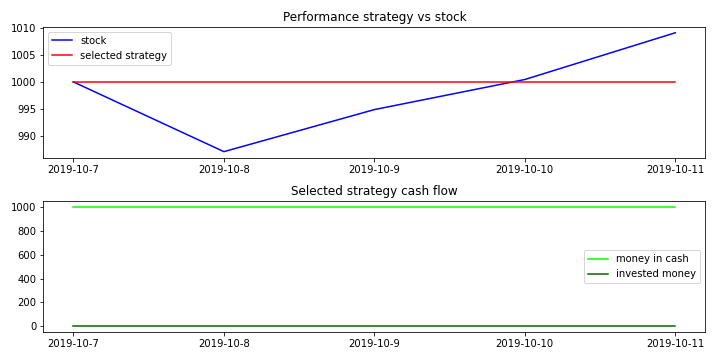 Performance strategy vs stock
1010
1005
1000
995
990
stock
selected strategy
2019-10-7 2019-10-8 2019-10-9 2019-10-10 2019-10-11
Selected strategy cash flow
1000
800
600
400
200
0
money in cash
invested money
2019-10-7 2019-10-8 2019-10-9 2019-10-10 2019-10-11